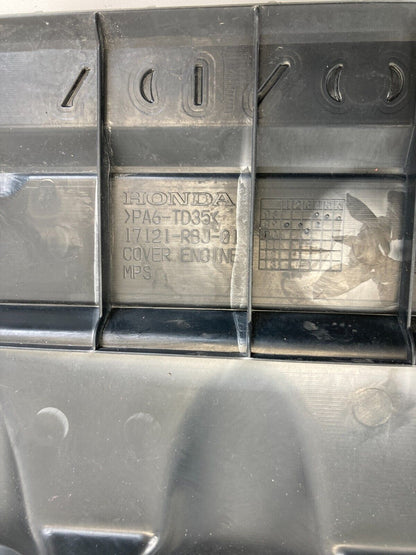 HONDA
>PA6-TD35<
17121-R8J-01
COVER ENGINE
MPS